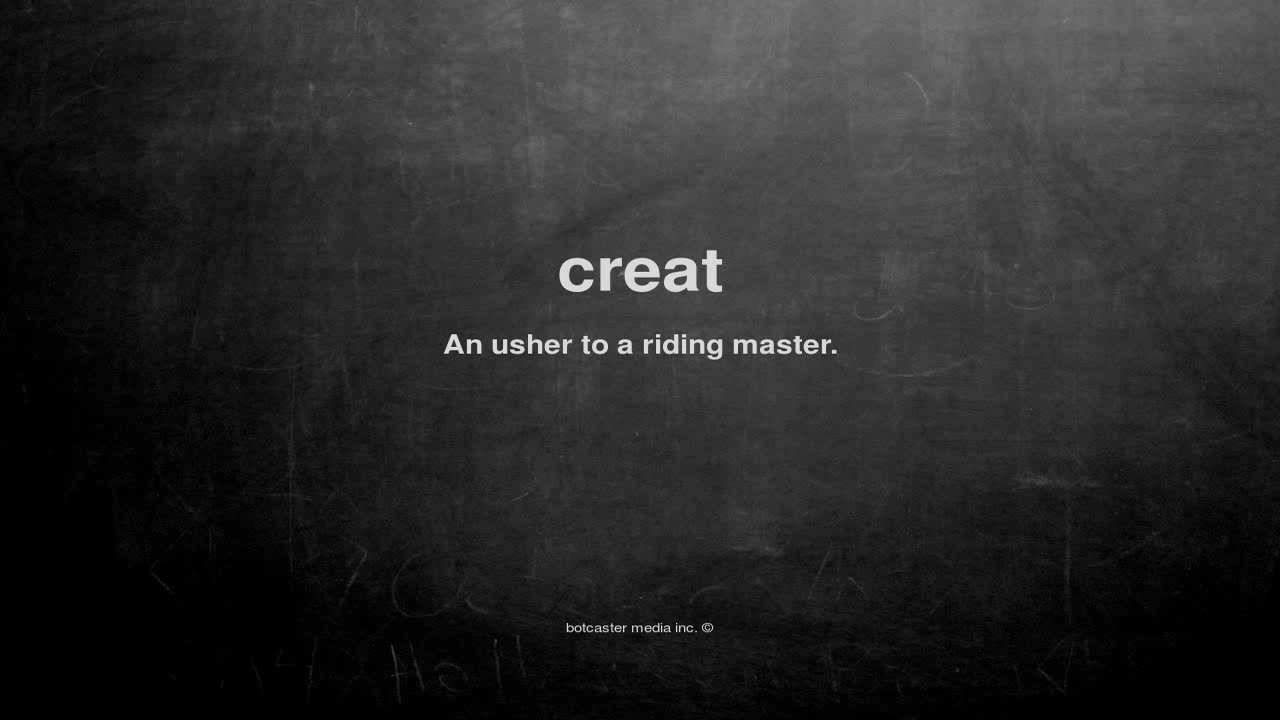 creat
An usher to a riding master.
botcaster media inc. ©